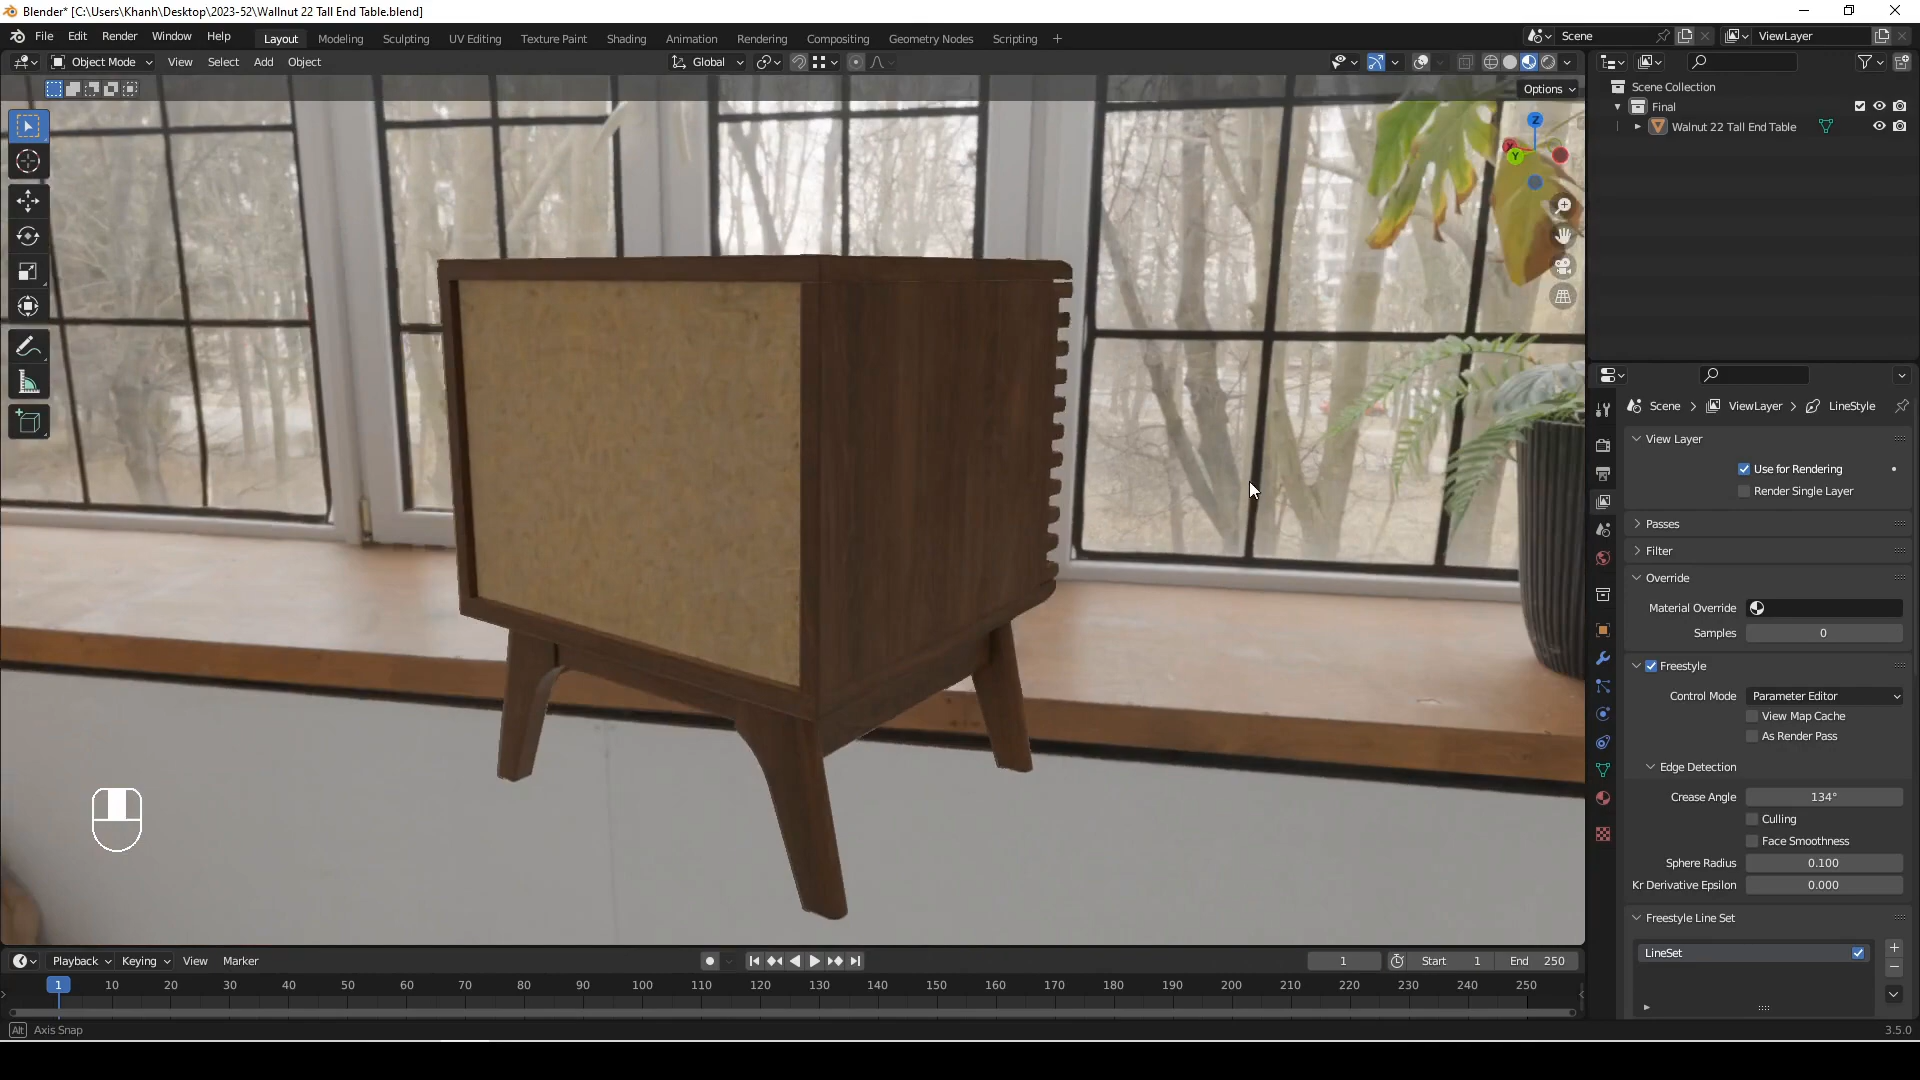 Blender* [C:\Users\Khanh\Desktop\2023-52\Wallnut 22 Tall End Table.blend]
File Edit Render Window Help Layout Modeling Sculpting UV Editing Texture Paint Shading Animation Rendering Compositing Geometry Nodes Scripting + Scene ViewLayer
Object Mode View Select Add Object Global
Options
Scene Collection
Final
Walnut 22 Tall End Table
Z
X
Y
Scene > ViewLayer > LineStyle
View Layer
Use for Rendering
Render Single Layer
Passes
Filter
Override
Material Override
Samples 0
Freestyle
Control Mode Parameter Editor
View Map Cache
As Render Pass
Edge Detection
Crease Angle 134°
Culling
Face Smoothness
Sphere Radius 0.100
Kr Derivative Epsilon 0.000
Freestyle Line Set
LineSet
Playback Keying View Marker 1 Start 1 End 250
1 10 20 30 40 50 60 70 80 90 100 110 120 130 140 150 160 170 180 190 200 210 220 230 240 250
Alt Axis Snap 3.5.0